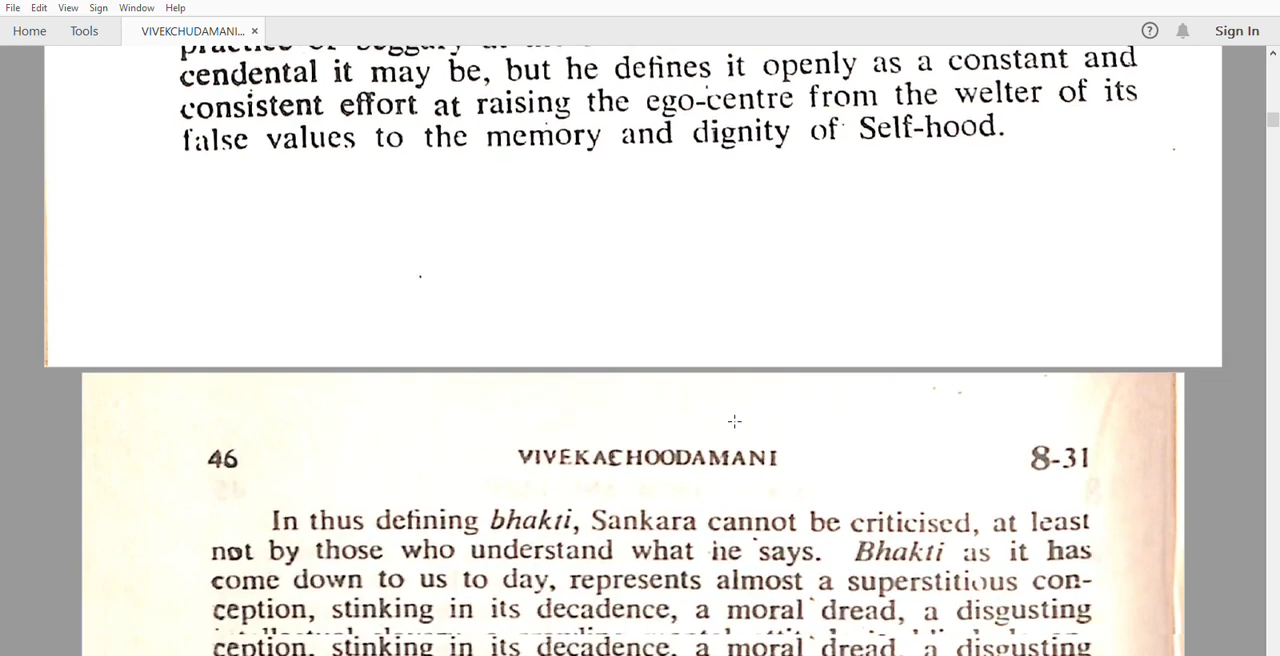 File Edit View Sign Window Help
Home Tools VIVEKCHUDAMANI... × Sign In
cendental it may be, but he defines it openly as a constant and
consistent effort at raising the ego-centre from the welter of its
false values to the memory and dignity of Self-hood.
46 VIVEKACHOODAMANI 8-31
In thus defining bhakti, Sankara cannot be criticised, at least
not by those who understand what he says. Bhakti as it has
come down to us to day, represents almost a superstitious con-
ception, stinking in its decadence, a moral dread, a disgusting
ception, stinking in its decadence, a moral dread, a disgusting